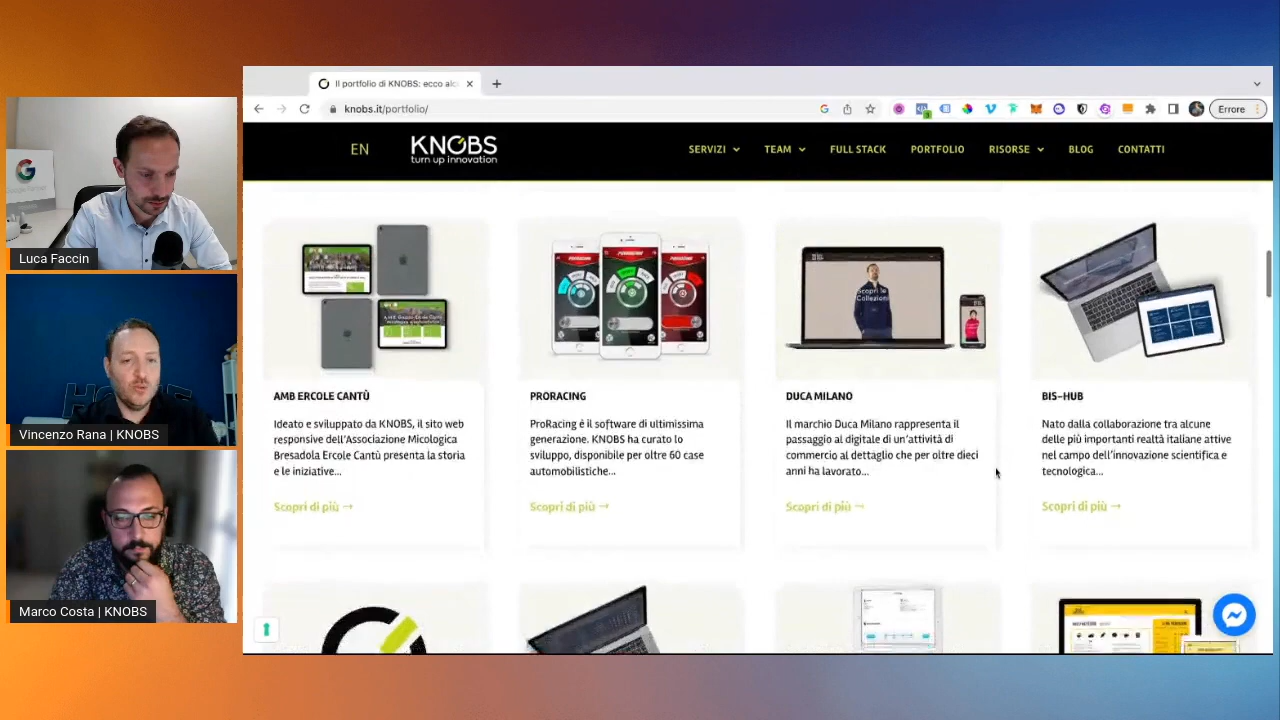 Il portfolio di KNOBS: ecco alc
knobs.it/portfolio/
Errore
EN
KNOBS
turn up innovation
SERVIZI
TEAM
FULL STACK
PORTFOLIO
RISORSE
BLOG
CONTATTI
Luca Faccin
Vincenzo Rana | KNOBS
Marco Costa | KNOBS
PRORACING
PRORACING
Scopri le
Collezioni
AMB ERCOLE CANTÙ
Ideato e sviluppato da KNOBS, il sito web
responsive dell'Associazione Micologica
Bresadola Ercole Cantù presenta la storia
e le iniziative...
Scopri di più →
PRORACING
ProRacing è il software di ultimissima
generazione. KNOBS ha curato lo
sviluppo, disponibile per oltre 60 case
automobilistiche...
Scopri di più →
DUCA MILANO
Il marchio Duca Milano rappresenta il
passaggio al digitale di un'attività di
commercio al dettaglio che per oltre dieci
anni ha lavorato...
Scopri di più →
BIS-HUB
Nato dalla collaborazione tra alcune
delle più importanti realtà italiane attive
nel campo dell'innovazione scientifica e
tecnologica...
Scopri di più →